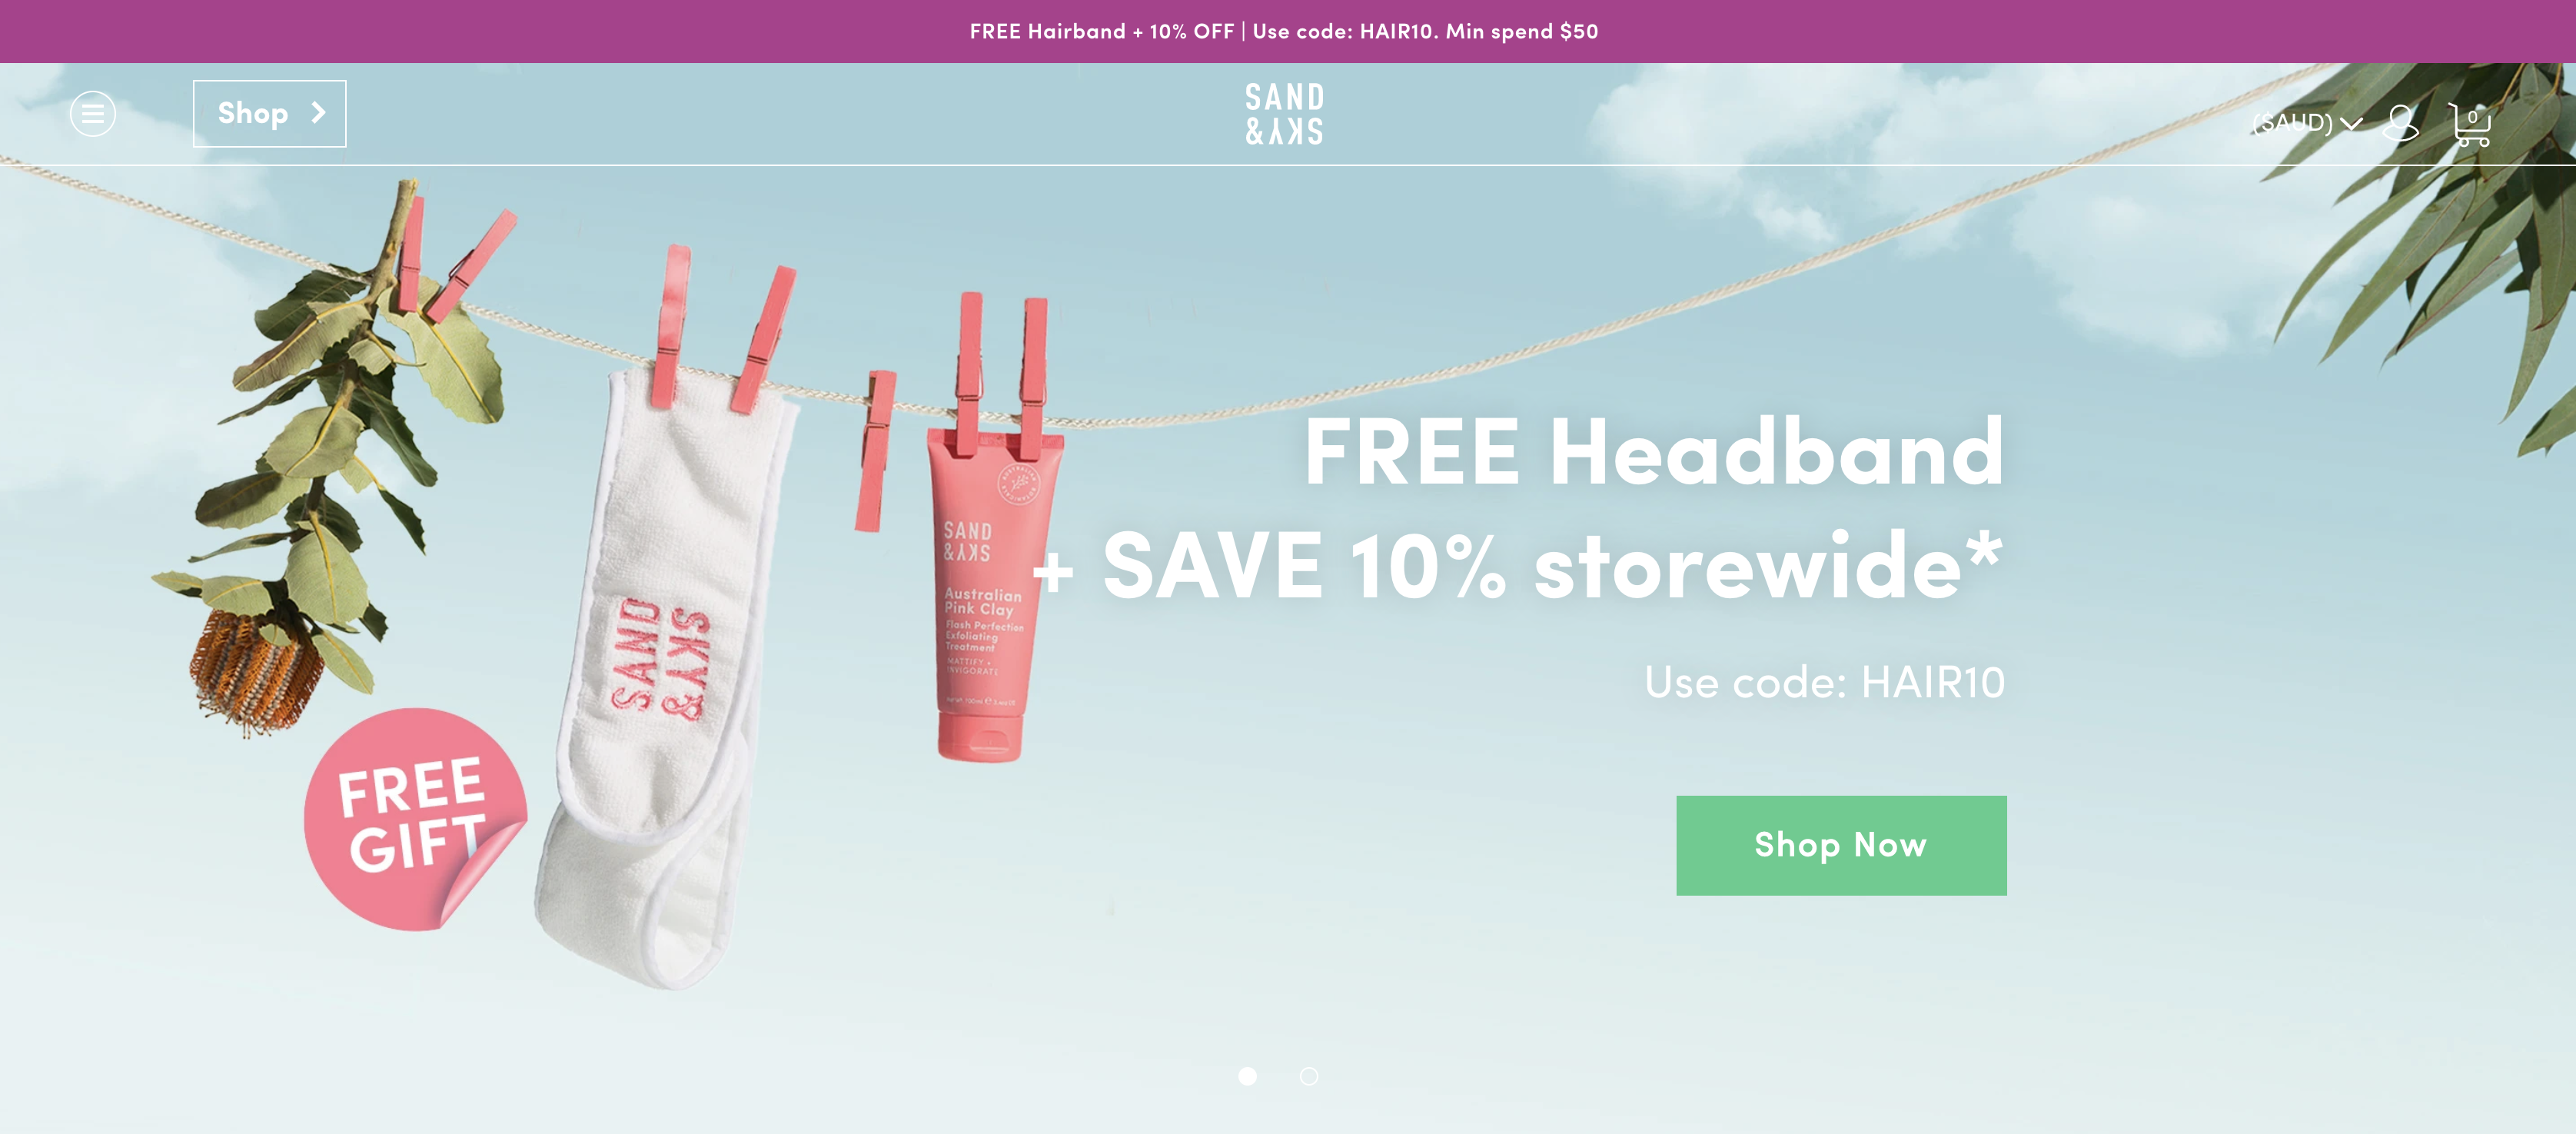 FREE Hairband + 10% OFF | Use code: HAIR10. Min spend $50
Shop
SAND
&SKY
($AUD)
0
FREE Headband
+ SAVE 10% storewide*
Use code: HAIR10
Shop Now
FREE
GIFT
SAND
&SKY
SAND
&SKY
Australian
Pink Clay
Flash Perfection
Exfoliating
Treatment
MATTIFY +
INVIGORATE